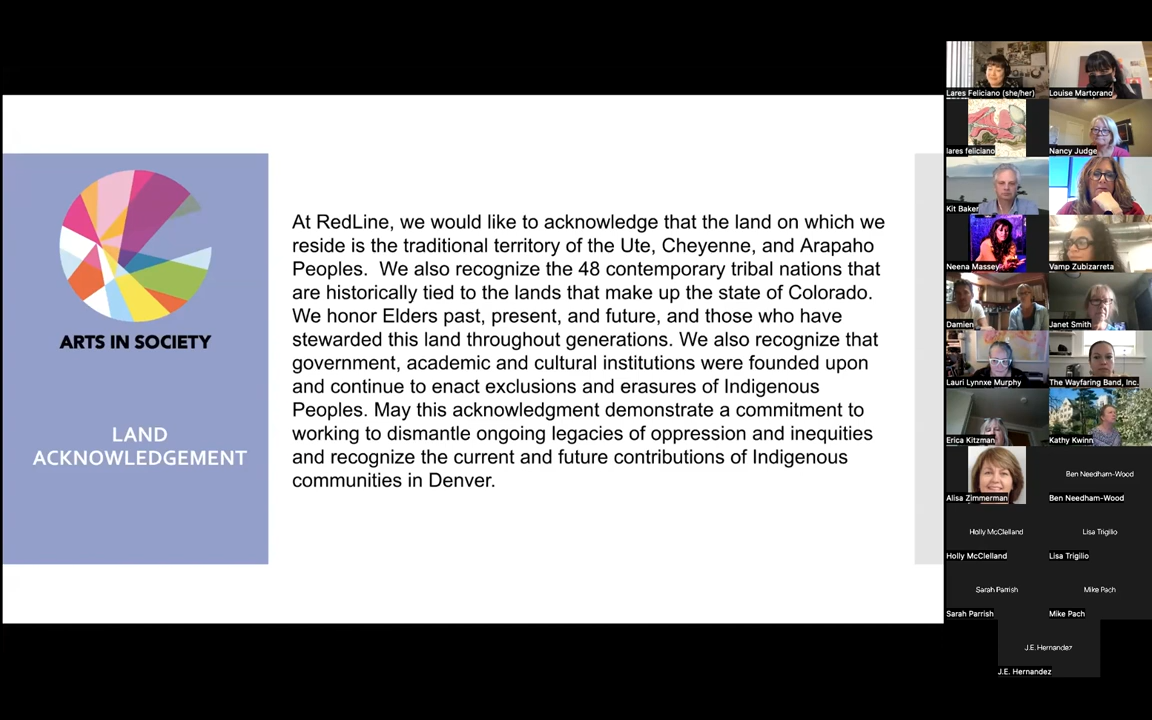 ARTS IN SOCIETY
LAND
ACKNOWLEDGEMENT
At RedLine, we would like to acknowledge that the land on which we
reside is the traditional territory of the Ute, Cheyenne, and Arapaho
Peoples.  We also recognize the 48 contemporary tribal nations that
are historically tied to the lands that make up the state of Colorado.
We honor Elders past, present, and future, and those who have
stewarded this land throughout generations. We also recognize that
government, academic and cultural institutions were founded upon
and continue to enact exclusions and erasures of Indigenous
Peoples. May this acknowledgment demonstrate a commitment to
working to dismantle ongoing legacies of oppression and inequities
and recognize the current and future contributions of Indigenous
communities in Denver.
Lares Feliciano (she/her)
Louise Martorano
lares feliciano
Nancy Judge
Kit Baker
Neena Massey
Vamp Zubizarreta
Damien
Janet Smith
Lauri Lynnxe Murphy
The Wayfaring Band, Inc.
Erica Kitzman
Kathy Kwinn
Alisa Zimmerman
Ben Needham-Wood
Ben Needham-Wood
Holly McClelland
Lisa Trigilio
Holly McClelland
Lisa Trigilio
Sarah Parrish
Mike Pach
Sarah Parrish
Mike Pach
J.E. Hernandez
J.E. Hernandez